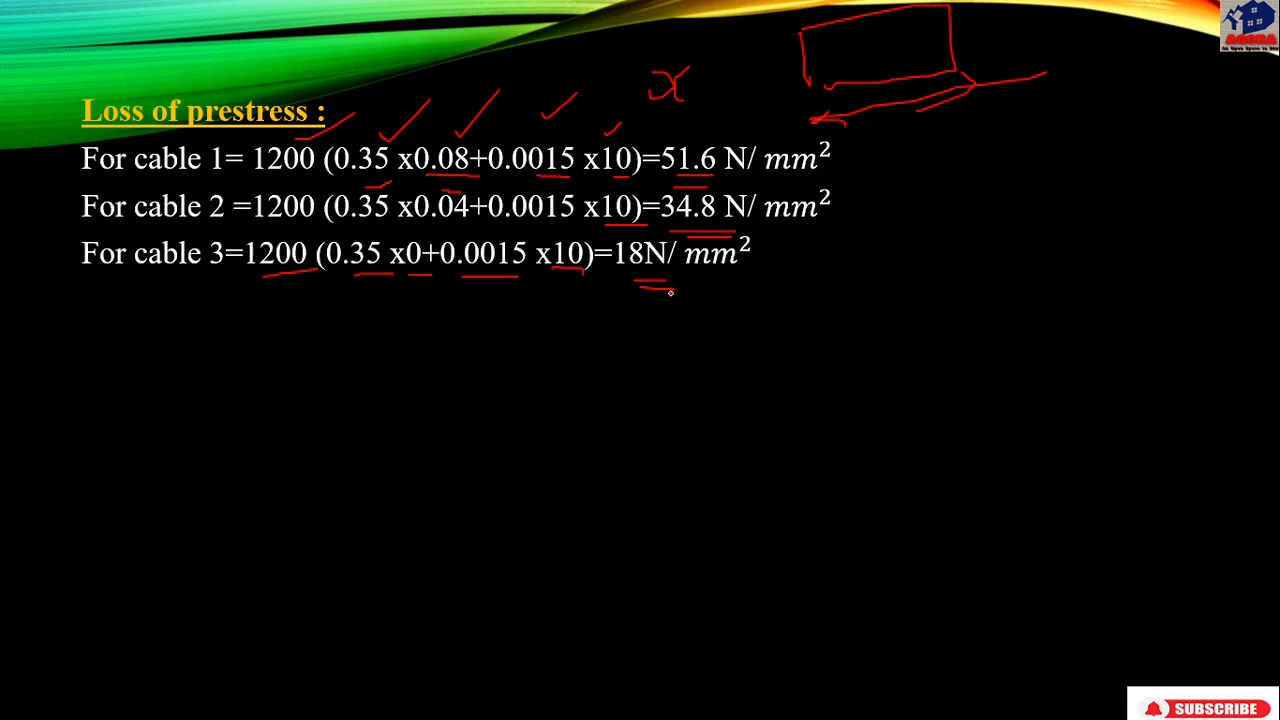 AGORA
x
Loss of prestress :
For cable 1= 1200 (0.35 x0.08+0.0015 x10)=51.6 N/ 𝑚𝑚²
For cable 2 =1200 (0.35 x0.04+0.0015 x10)=34.8 N/ 𝑚𝑚²
For cable 3=1200 (0.35 x0+0.0015 x10)=18N/ 𝑚𝑚²
SUBSCRIBE